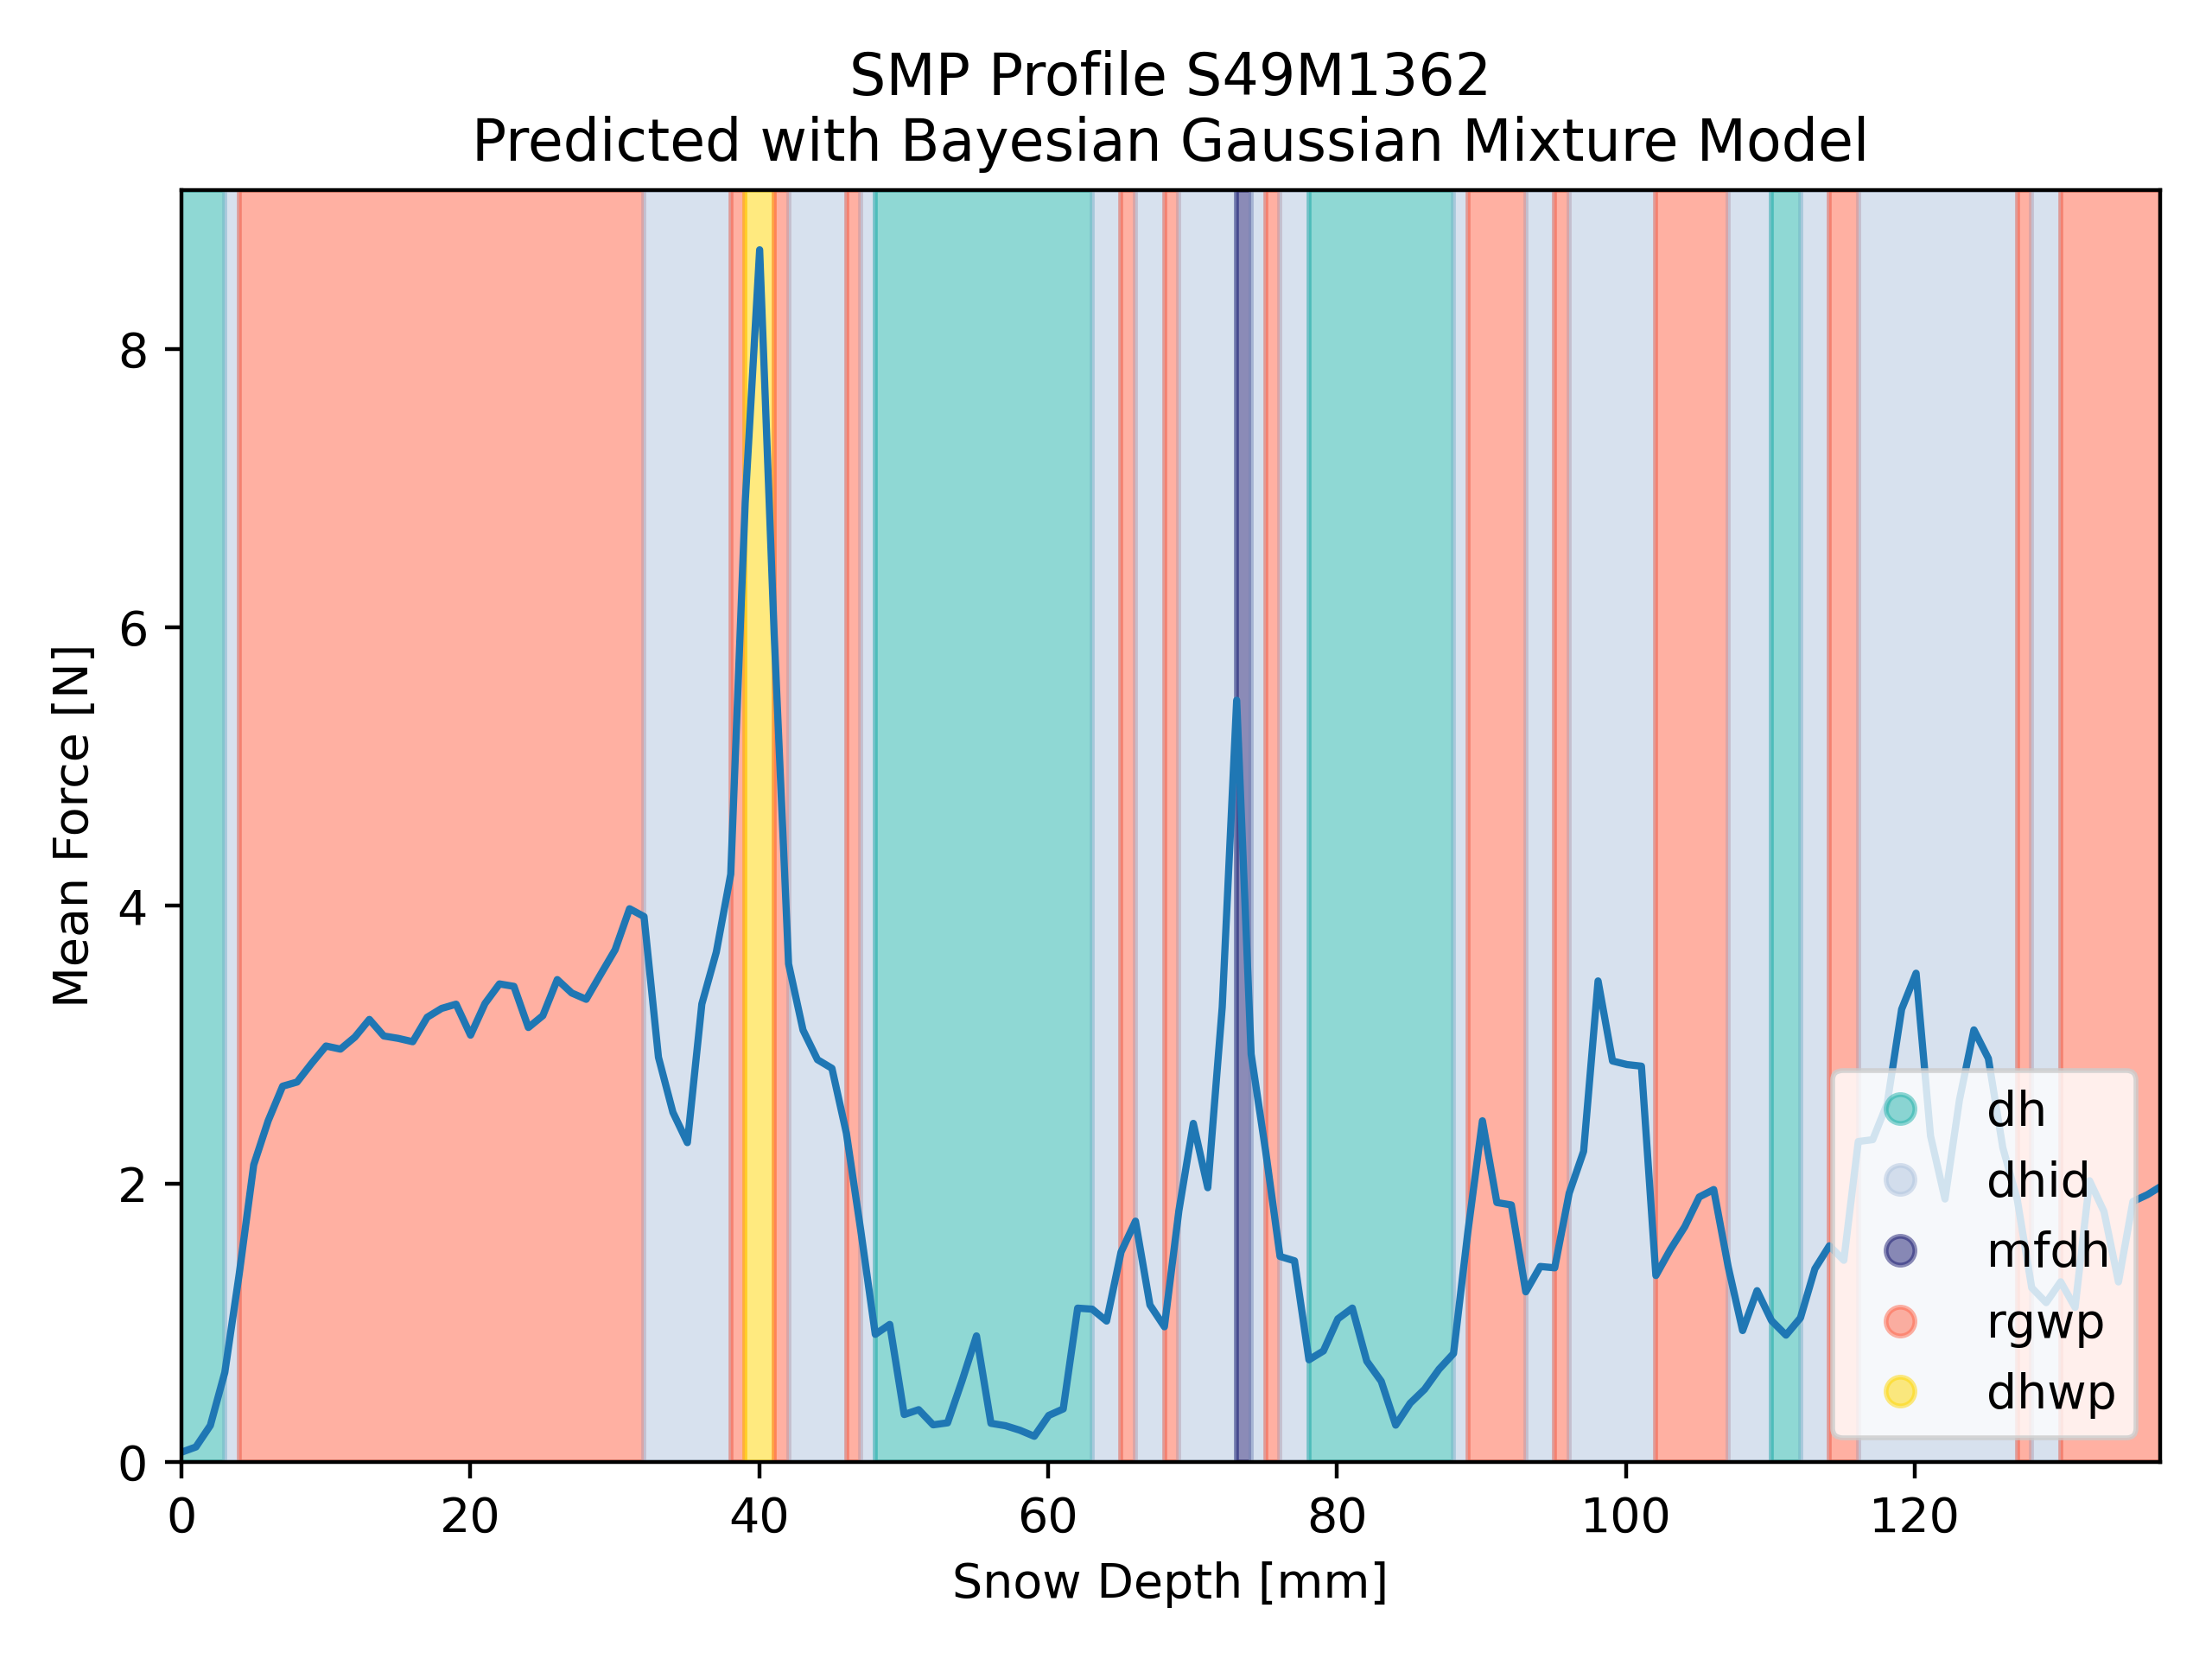 SMP Profile S49M1362
Predicted with Bayesian Gaussian Mixture Model
Mean Force [N]
8
6
4
2
0
dh
dhid
mfdh
rgwp
dhwp
0 20 40 60 80 100 120
Snow Depth [mm]